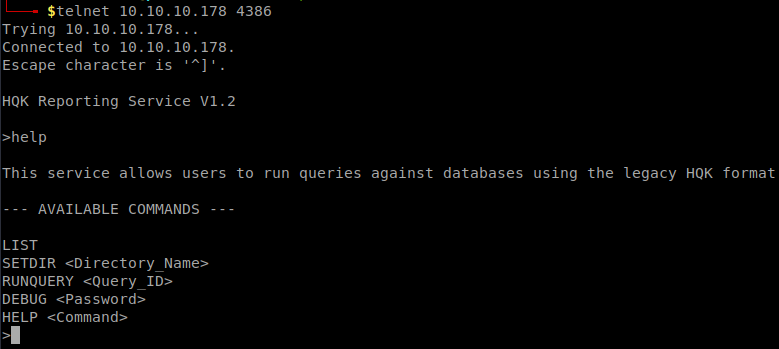 $telnet 10.10.10.178 4386
Trying 10.10.10.178...
Connected to 10.10.10.178.
Escape character is '^]'.
HQK Reporting Service V1.2
>help
This service allows users to run queries against databases using the legacy HQK format
--- AVAILABLE COMMANDS ---
LIST
SETDIR <Directory_Name>
RUNQUERY <Query_ID>
DEBUG <Password>
HELP <Command>
>